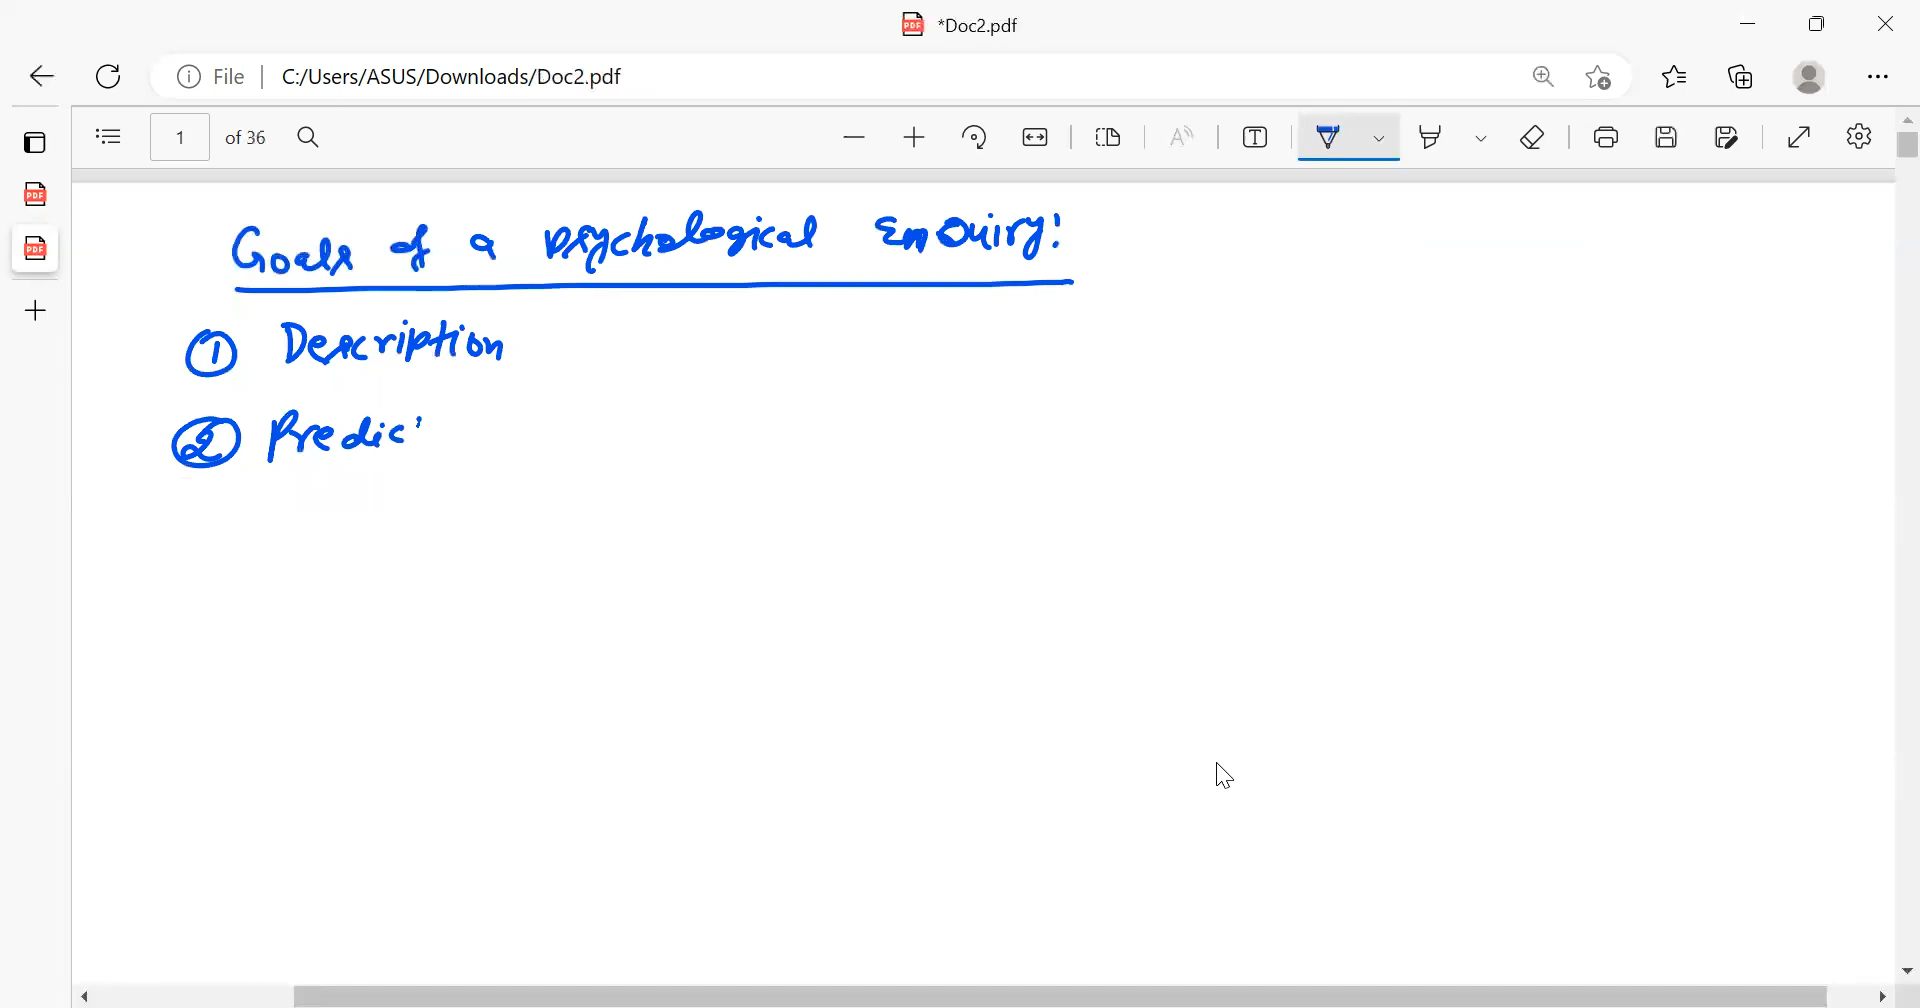 *Doc2.pdf
File C:/Users/ASUS/Downloads/Doc2.pdf
1 of 36
Goals of a psychological Enquiry:
① Description
② Predic